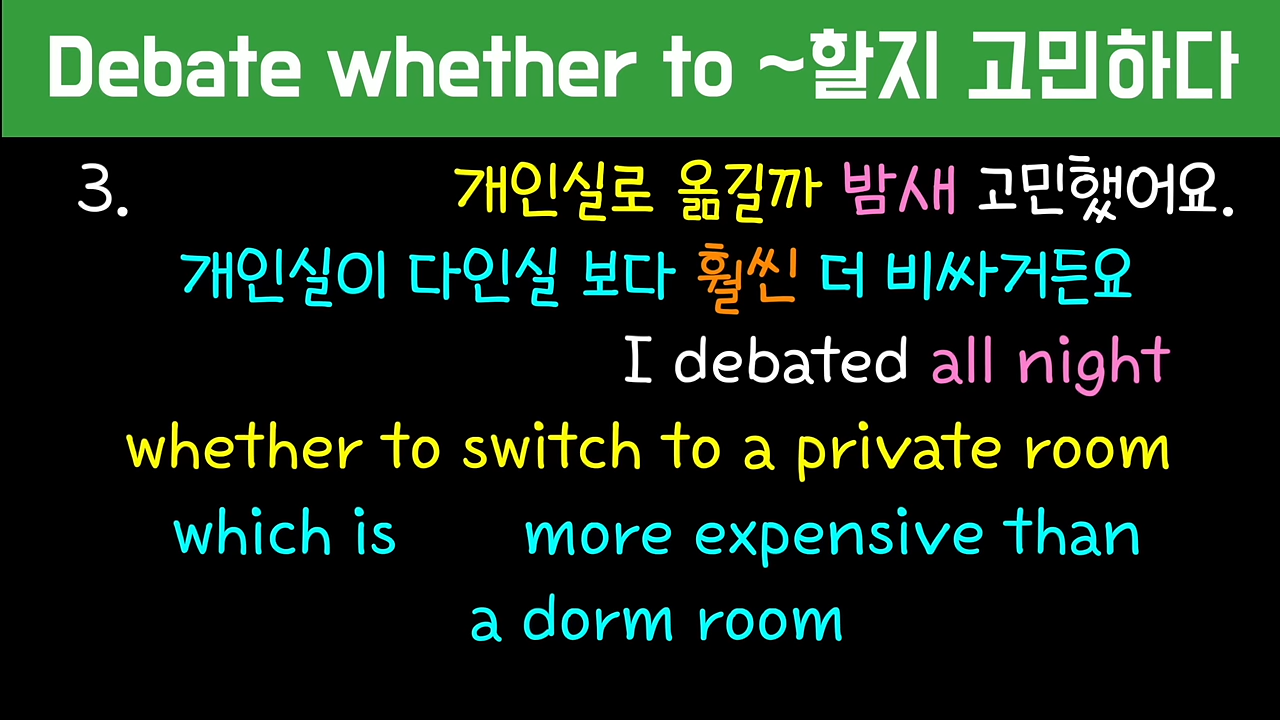 Debate whether to ~할지 고민하다
3. 개인실로 옮길까 밤새 고민했어요.
개인실이 다인실 보다 훨씬 더 비싸거든요
I debated all night
whether to switch to a private room
which is more expensive than
a dorm room